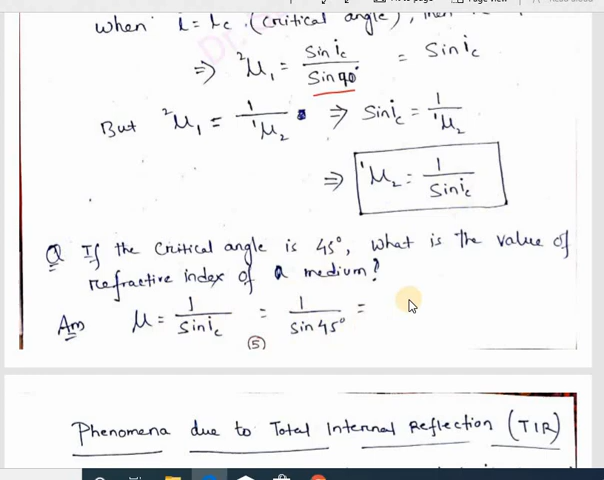 When i = ic (Critical angle), then
⇒ ²μ₁ = Sin ic / Sin 90° = Sin ic
But ²μ₁ = 1 / ¹μ₂ ⇒ Sin ic = 1 / ¹μ₂
⇒ ¹μ₂ = 1 / Sin ic
Q If the Critical angle is 45°, What is the value of
refractive index of a medium?
Ans μ = 1 / Sin ic = 1 / Sin 45° =
(5)
Phenomena due to Total Internal Reflection (TIR)